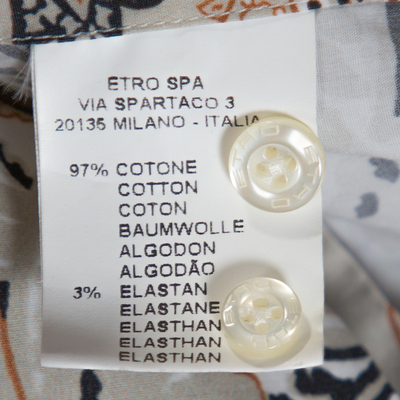 ETRO SPA
VIA SPARTACO 3
20135 MILANO - ITALIA
97% COTONE
COTTON
COTON
BAUMWOLLE
ALGODON
ALGODÃO
3% ELASTAN
ELASTANE
ELASTHAN
ELASTHAN
ELASTHAN